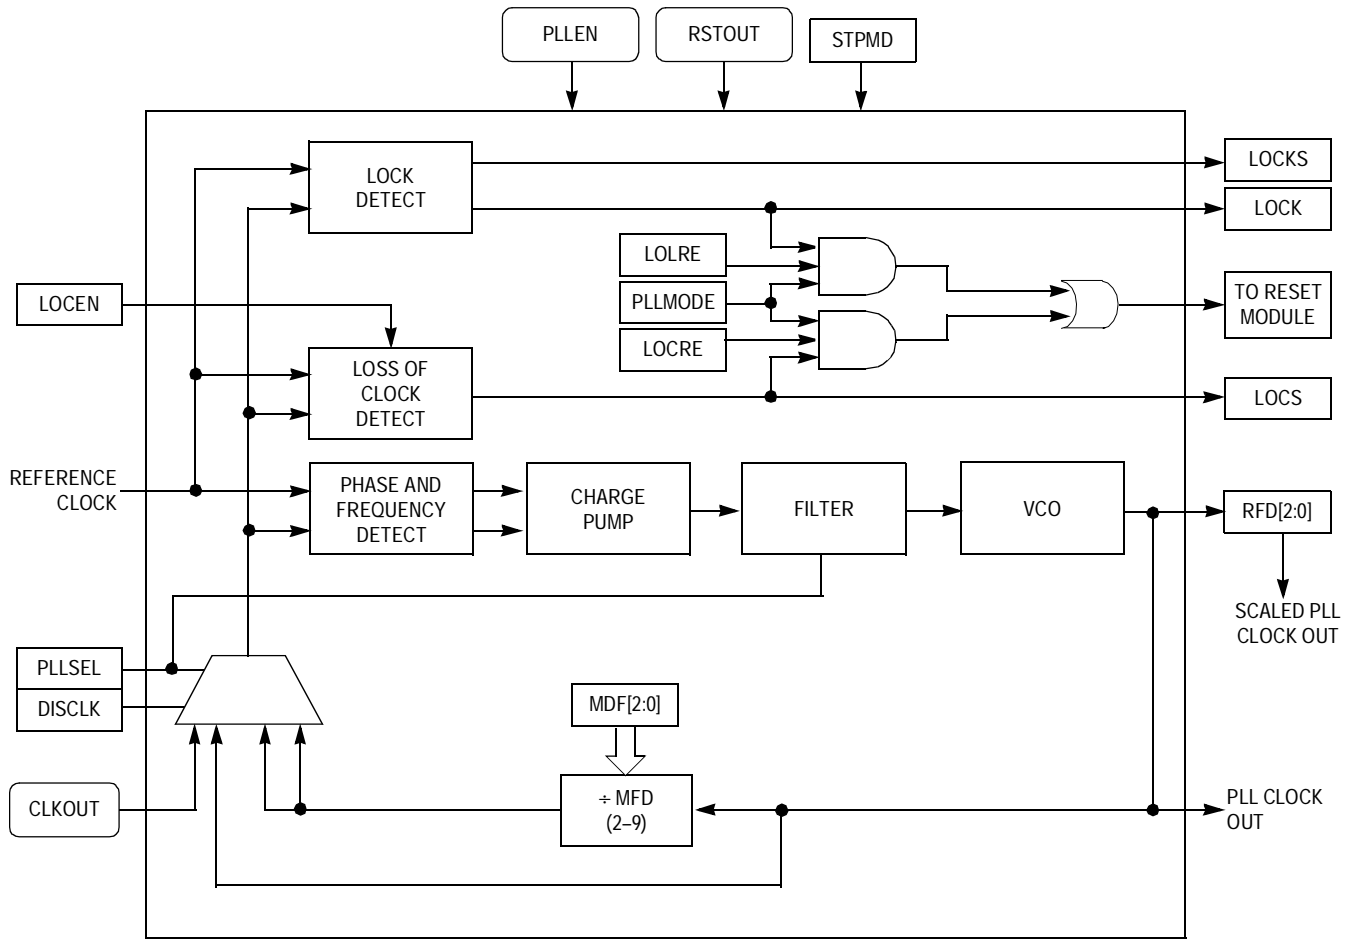 PLLEN
RSTOUT
STPMD
LOCK
DETECT
LOCKS
LOCK
LOLRE
PLLMODE
LOCRE
TO RESET
MODULE
LOCEN
LOSS OF
CLOCK
DETECT
LOCS
REFERENCE
CLOCK
PHASE AND
FREQUENCY
DETECT
CHARGE
PUMP
FILTER
VCO
RFD[2:0]
SCALED PLL
CLOCK OUT
PLLSEL
DISCLK
MDF[2:0]
CLKOUT
÷ MFD
(2–9)
PLL CLOCK
OUT